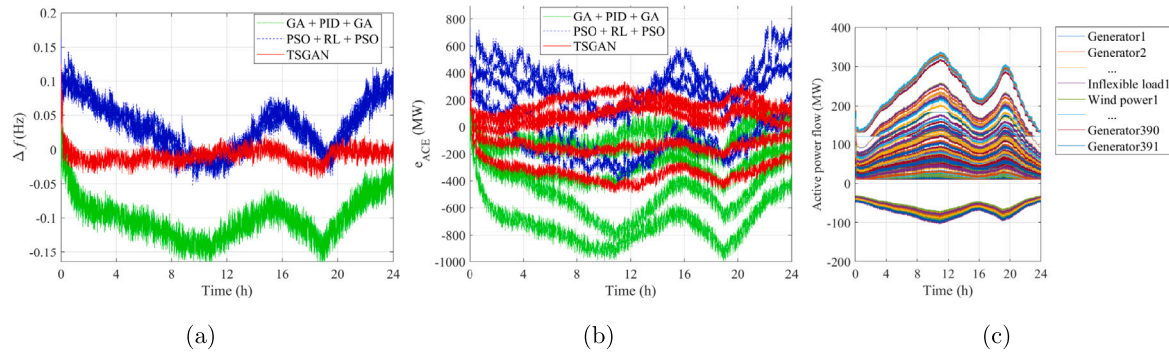 GA + PID + GA
PSO + RL + PSO
TSGAN
0.2
0.15
0.1
0.05
0
-0.05
-0.1
-0.15
Δ f (Hz)
0 4 8 12 16 20 24
Time (h)
(a)
GA + PID + GA
PSO + RL + PSO
TSGAN
800
600
400
200
0
-200
-400
-600
-800
-1000
e_ACE (MW)
0 4 8 12 16 20 24
Time (h)
(b)
400
300
200
100
0
-100
-200
Active power flow (MW)
0 4 8 12 16 20 24
Time (h)
Generator1
Generator2
...
Inflexible load1
Wind power1
...
Generator390
Generator391
(c)